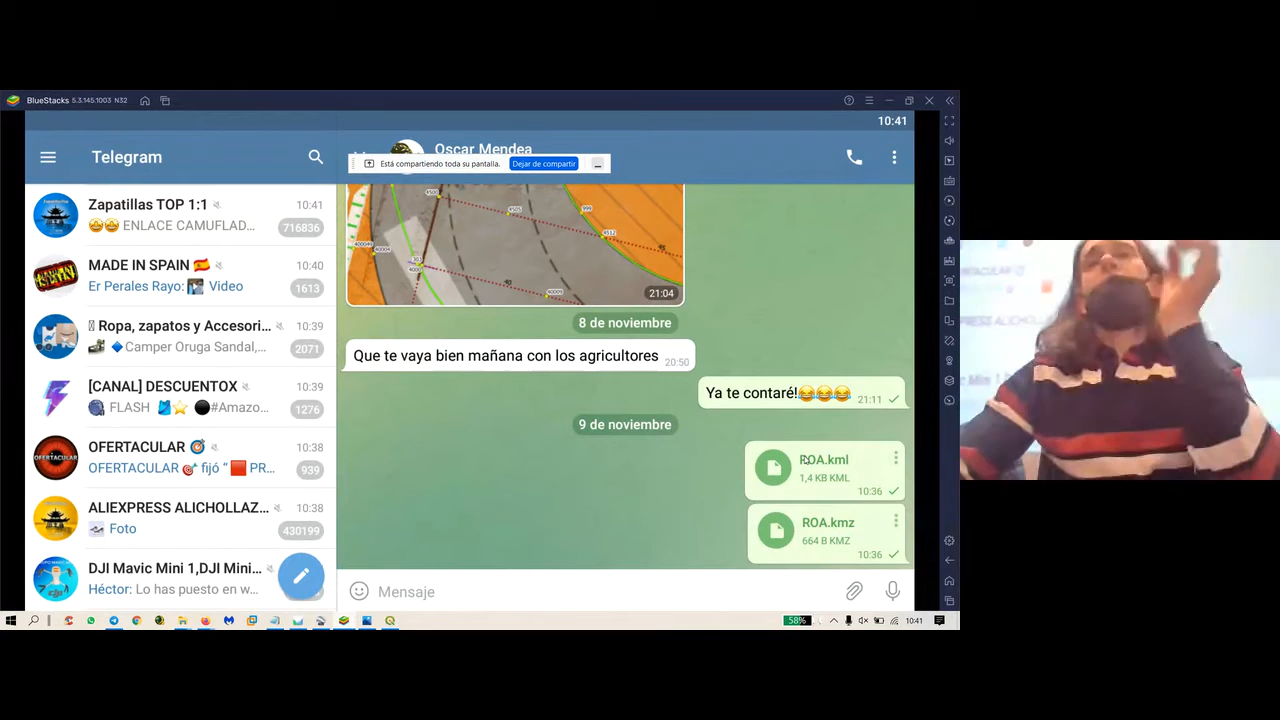 BlueStacks 5.3.145.1003 N32
10:41
Telegram
Oscar Mendea
Está compartiendo toda su pantalla. Dejar de compartir
Zapatillas TOP 1:1 10:41
ENLACE CAMUFLAD... 716836
MADE IN SPAIN 10:40
Er Perales Rayo: Video 1613
Ropa, zapatos y Accesori... 10:39
Camper Oruga Sandal,... 2071
[CANAL] DESCUENTOX 10:39
FLASH #Amazo... 1276
OFERTACULAR 10:38
OFERTACULAR fijó “ PR... 939
ALIEXPRESS ALICHOLLAZ... 10:38
Foto 430199
DJI Mavic Mini 1,DJI Mini...
Héctor: Lo has puesto en w...
4505
999
4512
21:04
8 de noviembre
Que te vaya bien mañana con los agricultores 20:50
Ya te contaré!😂😂😂 21:11
9 de noviembre
ROA.kml
1,4 KB KML
10:36
ROA.kmz
664 B KMZ
10:36
Mensaje
58%
10:41